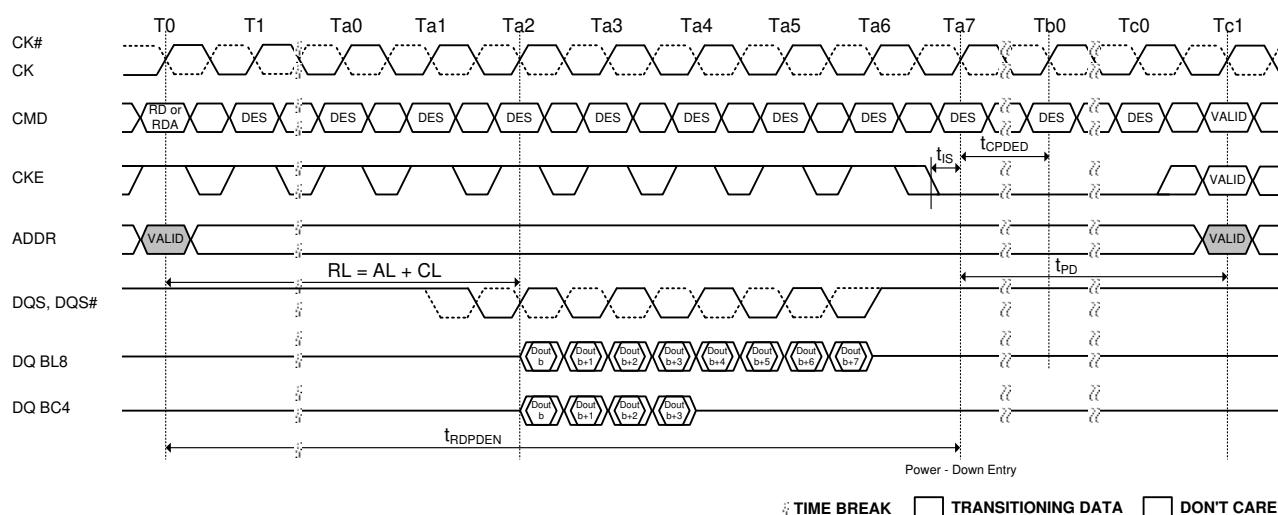 T0 T1 Ta0 Ta1 Ta2 Ta3 Ta4 Ta5 Ta6 Ta7 Tb0 Tc0 Tc1
CK#
CK
CMD RD or RDA DES DES DES DES DES DES DES DES DES DES DES VALID
tIS tCPDED
CKE VALID
ADDR VALID VALID
RL = AL + CL tPD
DQS, DQS#
DQ BL8 Dout b Dout b+1 Dout b+2 Dout b+3 Dout b+4 Dout b+5 Dout b+6 Dout b+7
DQ BC4 Dout b Dout b+1 Dout b+2 Dout b+3
tRDPDEN
Power - Down Entry
TIME BREAK TRANSITIONING DATA DON'T CARE